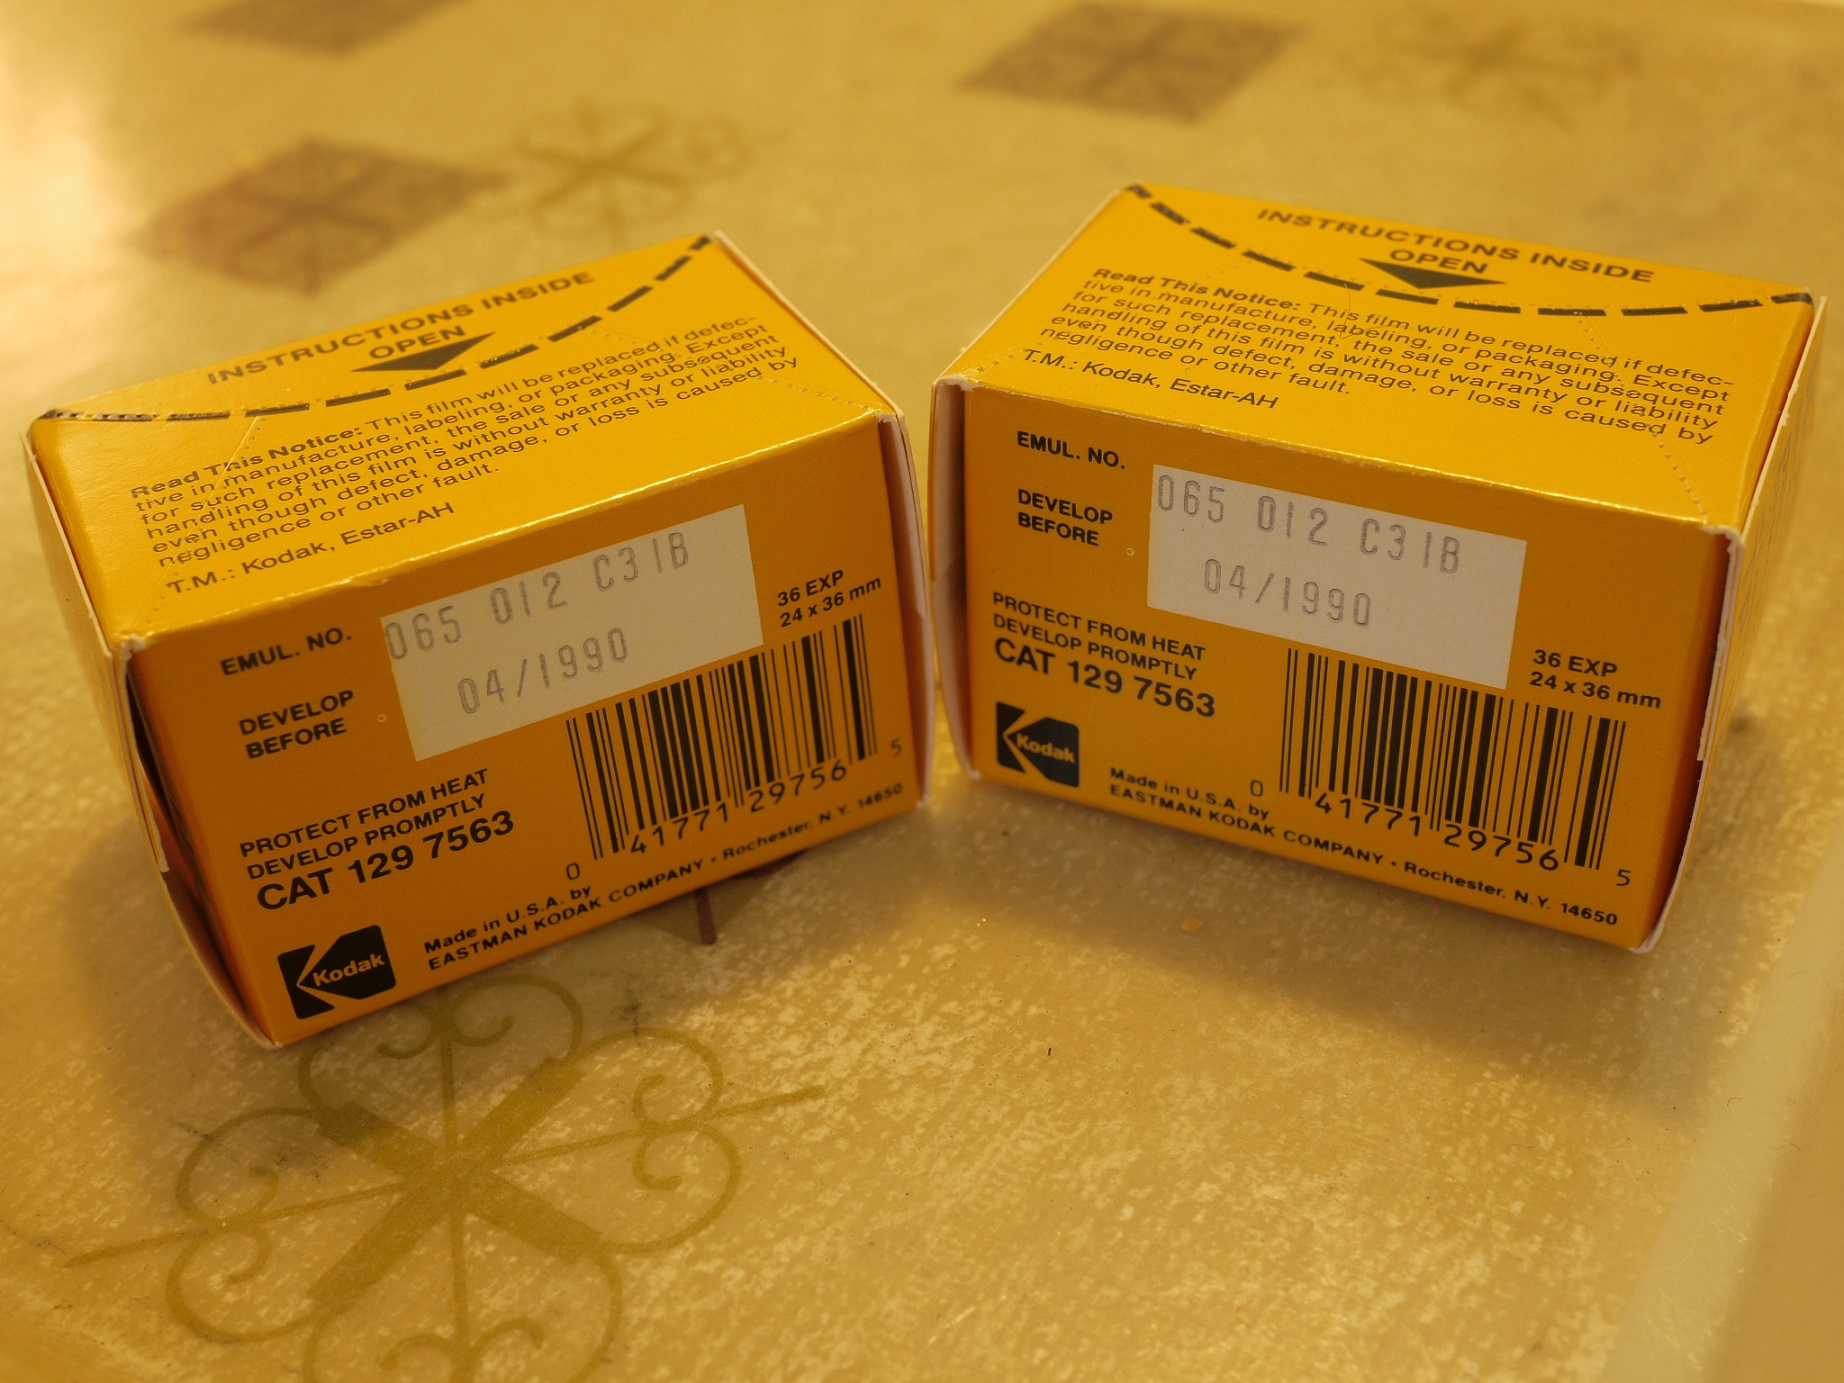 INSTRUCTIONS INSIDE
OPEN
Read This Notice: This film will be replaced if defec-
tive in manufacture, labeling, or packaging. Except
for such replacement, the sale or any subsequent
handling of this film is without warranty or liability
even though defect, damage, or loss is caused by
negligence or other fault.
T.M.: Kodak, Estar-AH
EMUL. NO.
065 012 C31B
DEVELOP
BEFORE
04/1990
36 EXP
24 x 36 mm
PROTECT FROM HEAT
DEVELOP PROMPTLY
CAT 129 7563
Kodak
0 41771 29756 5
Made in U.S.A. by
EASTMAN KODAK COMPANY • Rochester, N.Y. 14650
INSTRUCTIONS INSIDE
OPEN
Read This Notice: This film will be replaced if defec-
tive in manufacture, labeling, or packaging. Except
for such replacement, the sale or any subsequent
handling of this film is without warranty or liability
even though defect, damage, or loss is caused by
negligence or other fault.
T.M.: Kodak, Estar-AH
EMUL. NO.
065 012 C31B
DEVELOP
BEFORE
04/1990
36 EXP
24 x 36 mm
PROTECT FROM HEAT
DEVELOP PROMPTLY
CAT 129 7563
Kodak
0 41771 29756 5
Made in U.S.A. by
EASTMAN KODAK COMPANY • Rochester, N.Y. 14650